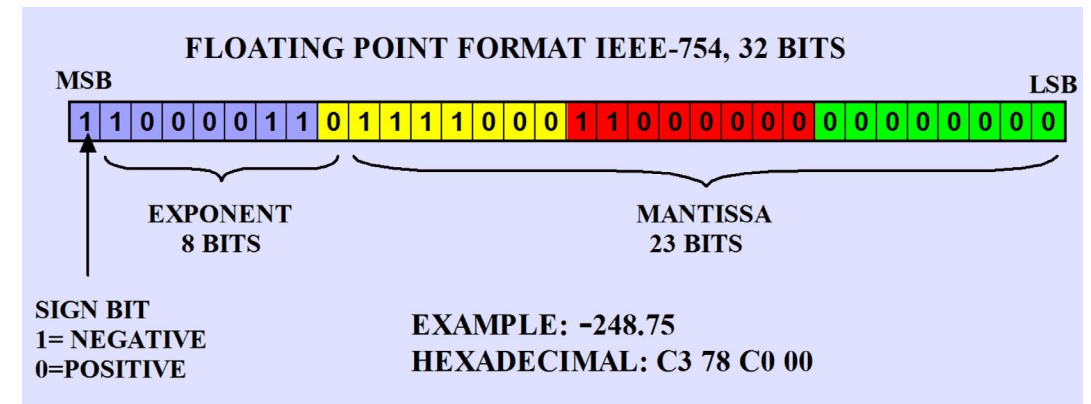 FLOATING POINT FORMAT IEEE-754, 32 BITS
MSB
LSB
1 1 0 0 0 0 1 1 0 1 1 1 1 0 0 0 1 1 0 0 0 0 0 0 0 0 0 0 0 0 0 0
EXPONENT
8 BITS
MANTISSA
23 BITS
SIGN BIT
1= NEGATIVE
0=POSITIVE
EXAMPLE: -248.75
HEXADECIMAL: C3 78 C0 00